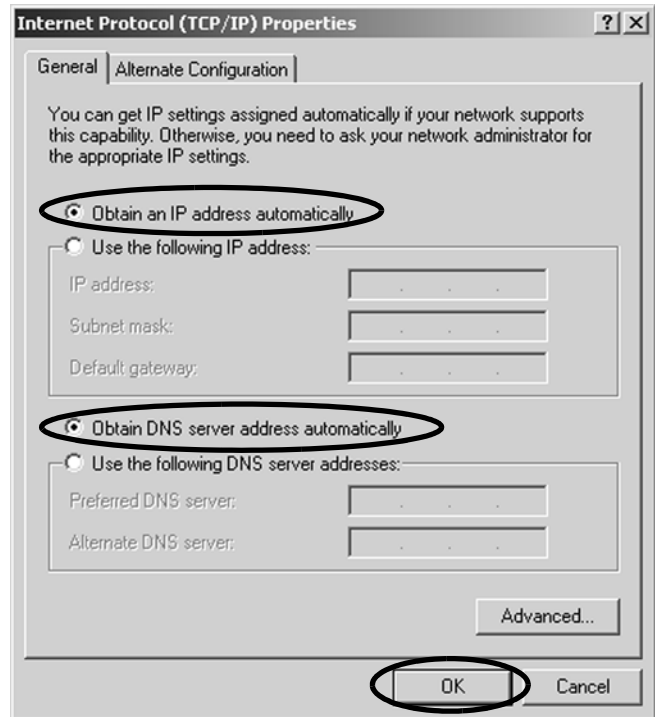 Internet Protocol (TCP/IP) Properties
General
Alternate Configuration
You can get IP settings assigned automatically if your network supports
this capability. Otherwise, you need to ask your network administrator for
the appropriate IP settings.
Obtain an IP address automatically
Use the following IP address:
IP address:
Subnet mask:
Default gateway:
Obtain DNS server address automatically
Use the following DNS server addresses:
Preferred DNS server:
Alternate DNS server:
Advanced...
OK
Cancel